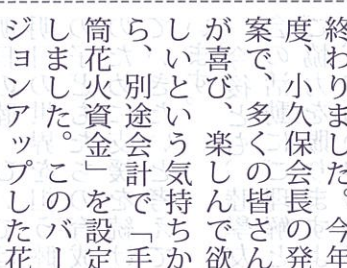 終わりました。今年
度、小久保会長の発
案で、多くの皆さん
が喜び、楽しんで欲
しいという気持ちか
ら、別途会計で「手
筒花火資金」を設定
しました。このバー
ジョンアップした花